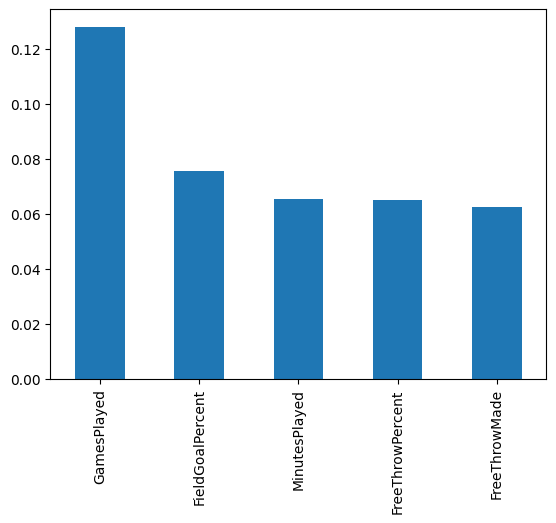 0.12
0.10
0.08
0.06
0.04
0.02
0.00
GamesPlayed
FieldGoalPercent
MinutesPlayed
FreeThrowPercent
FreeThrowMade